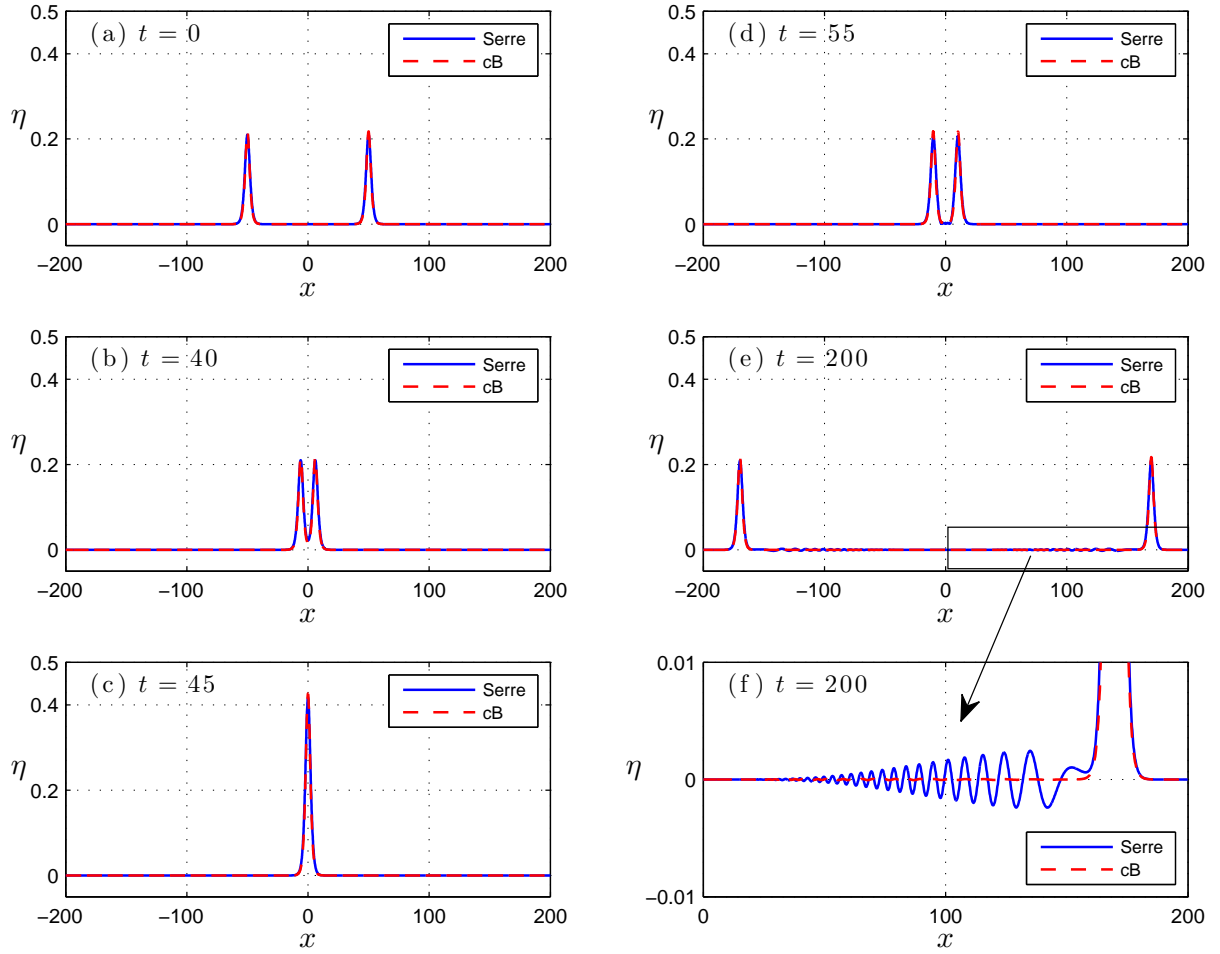 (a) t = 0
Serre
cB
η
0.5
0.4
0.2
0
−200
−100
0
100
200
x
(b) t = 40
Serre
cB
η
0.5
0.4
0.2
0
−200
−100
0
100
200
x
(c) t = 45
Serre
cB
η
0.5
0.4
0.2
0
−200
−100
0
100
200
x
(d) t = 55
Serre
cB
η
0.5
0.4
0.2
0
−200
−100
0
100
200
x
(e) t = 200
Serre
cB
η
0.5
0.4
0.2
0
−200
−100
0
100
200
x
(f) t = 200
Serre
cB
η
0.01
0
−0.01
0
100
200
x